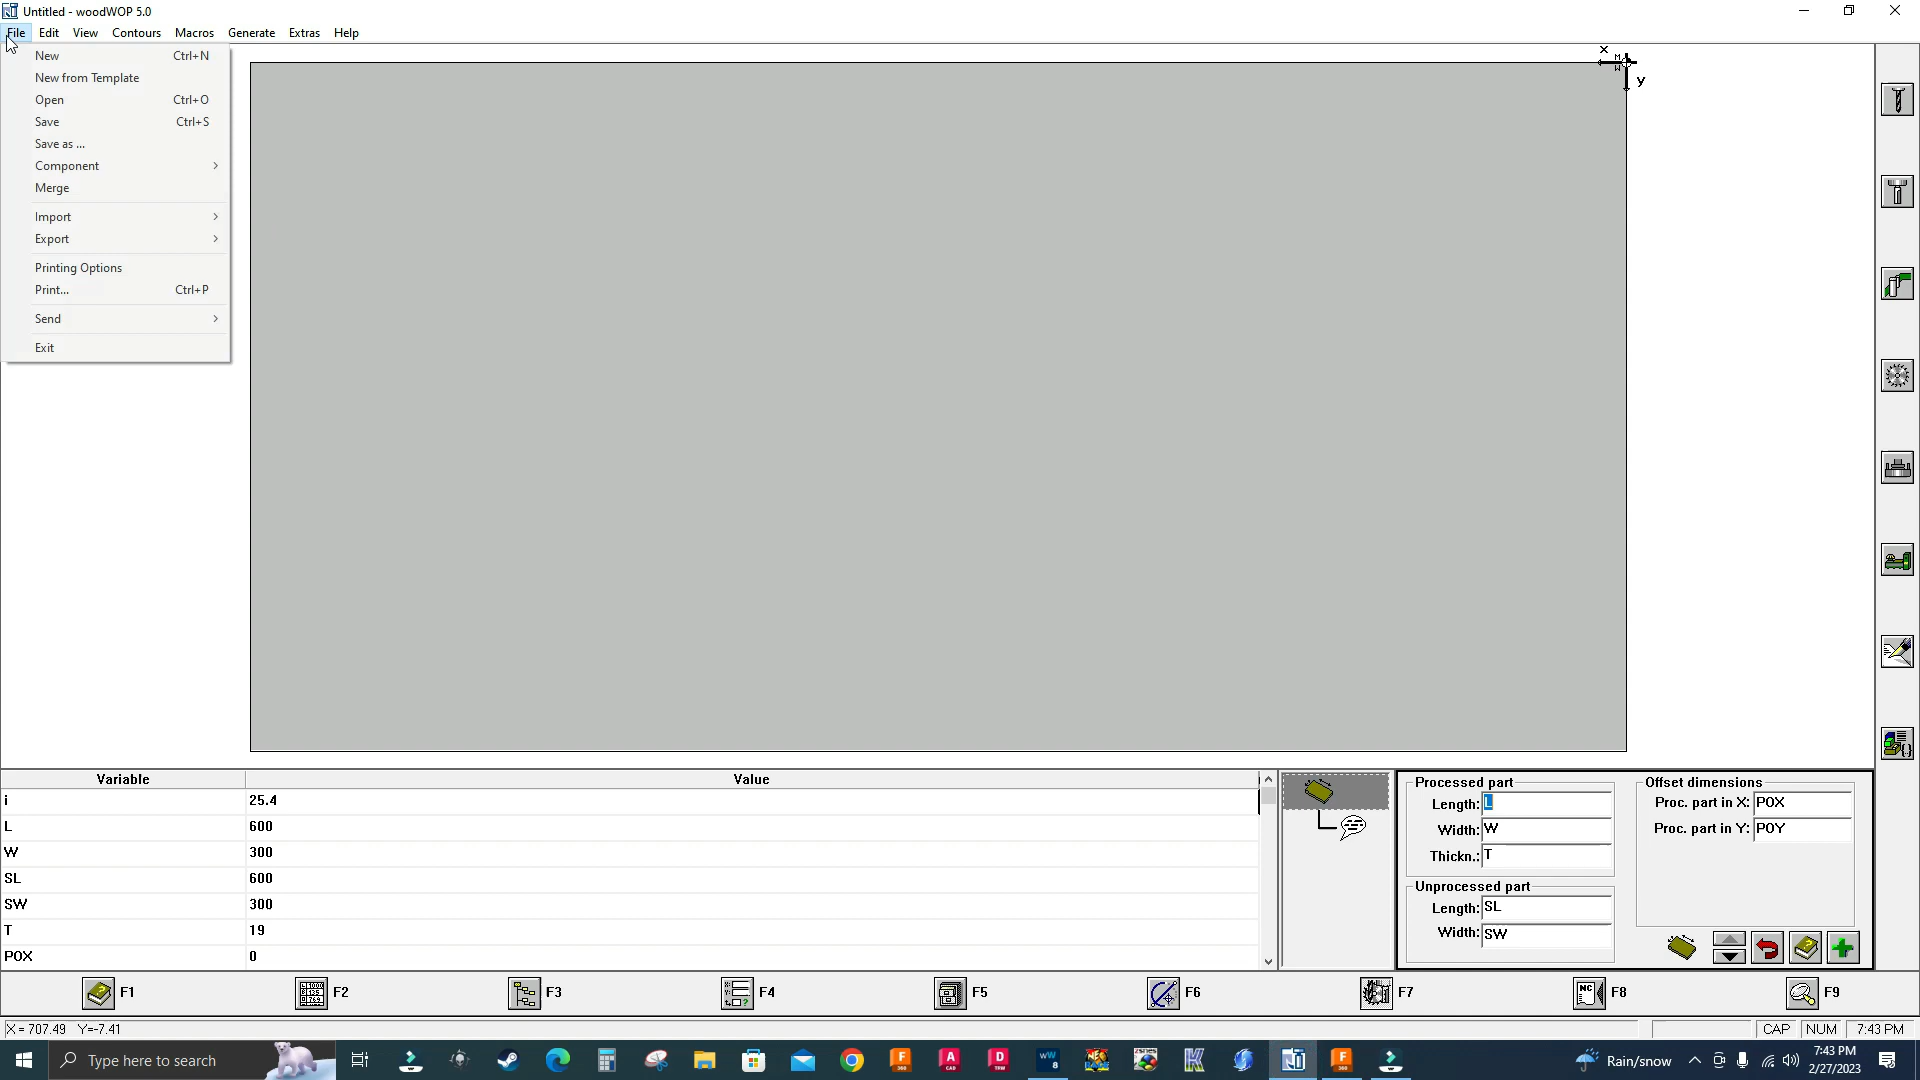 Untitled - woodWOP 5.0
File Edit View Contours Macros Generate Extras Help
New Ctrl+N
New from Template
Open Ctrl+O
Save Ctrl+S
Save as ...
Component
Merge
Import
Export
Printing Options
Print... Ctrl+P
Send
Exit
x
y
Variable Value
i 25.4
L 600
W 300
SL 600
SW 300
T 19
POX 0
Processed part
Length: L
Width: W
Thickn.: T
Unprocessed part
Length: SL
Width: SW
Offset dimensions
Proc. part in X: POX
Proc. part in Y: POY
F1 F2 F3 F4 F5 F6 F7 NC F8 F9
X = 707.49 Y=-7.41
CAP NUM 7:43 PM
Type here to search
Rain/snow
7:43 PM
2/27/2023